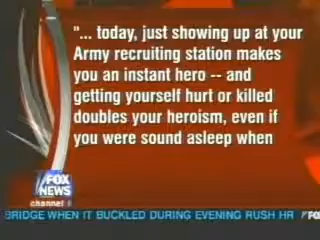 "... today, just showing up at your
Army recruiting station makes
you an instant hero -- and
getting yourself hurt or killed
doubles your heroism, even if
you were sound asleep when
FOX
NEWS
channel
BRIDGE WHEN IT BUCKLED DURING EVENING RUSH HR